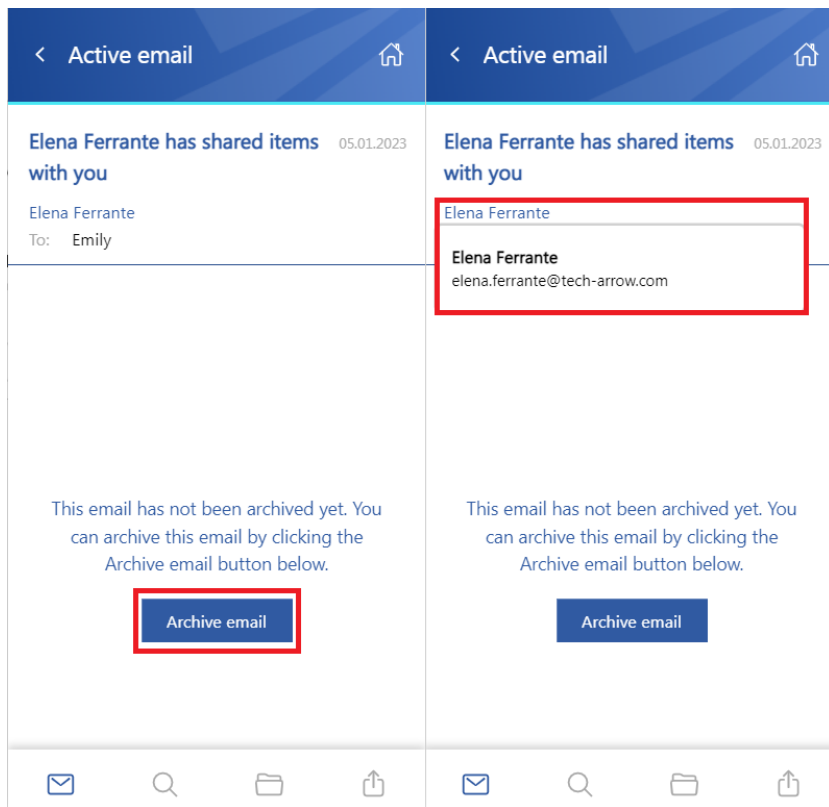 Active email
Elena Ferrante has shared items
05.01.2023
with you
Elena Ferrante
To: Emily
This email has not been archived yet. You
can archive this email by clicking the
Archive email button below.
Archive email
Active email
Elena Ferrante has shared items
05.01.2023
with you
Elena Ferrante
Elena Ferrante
elena.ferrante@tech-arrow.com
This email has not been archived yet. You
can archive this email by clicking the
Archive email button below.
Archive email